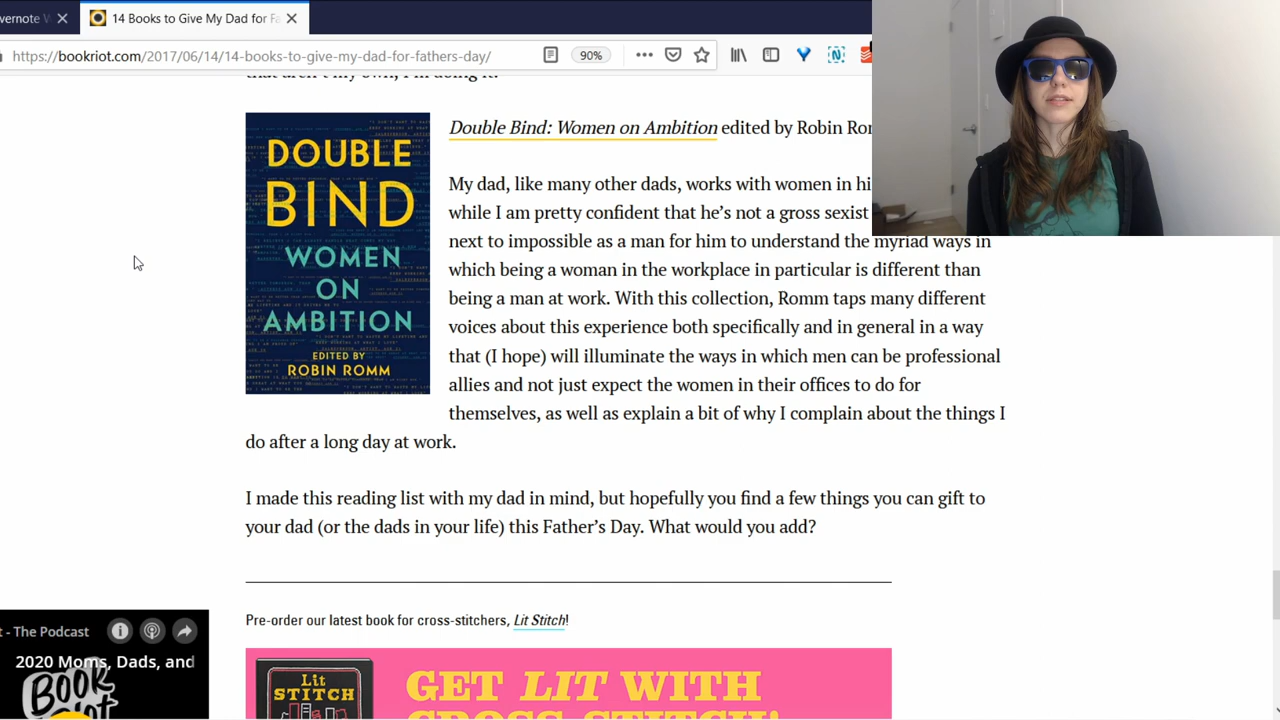 vernote
14 Books to Give My Dad for Fa
https://bookriot.com/2017/06/14/14-books-to-give-my-dad-for-fathers-day/
90%
that aren't my own, I'm doing it!
DOUBLE
BIND
WOMEN
ON
AMBITION
EDITED BY
ROBIN ROMM
Double Bind: Women on Ambition edited by Robin Ror
My dad, like many other dads, works with women in hi
while I am pretty confident that he's not a gross sexist
next to impossible as a man for him to understand the myriad ways in
which being a woman in the workplace in particular is different than
being a man at work. With this collection, Romm taps many different
voices about this experience both specifically and in general in a way
that (I hope) will illuminate the ways in which men can be professional
allies and not just expect the women in their offices to do for
themselves, as well as explain a bit of why I complain about the things I
do after a long day at work.
I made this reading list with my dad in mind, but hopefully you find a few things you can gift to
your dad (or the dads in your life) this Father's Day. What would you add?
Pre-order our latest book for cross-stitchers, Lit Stitch!
t - The Podcast
2020 Moms, Dads, and
BOOK
Lit
STITCH
GET LIT WITH
CROSS-STITCH!